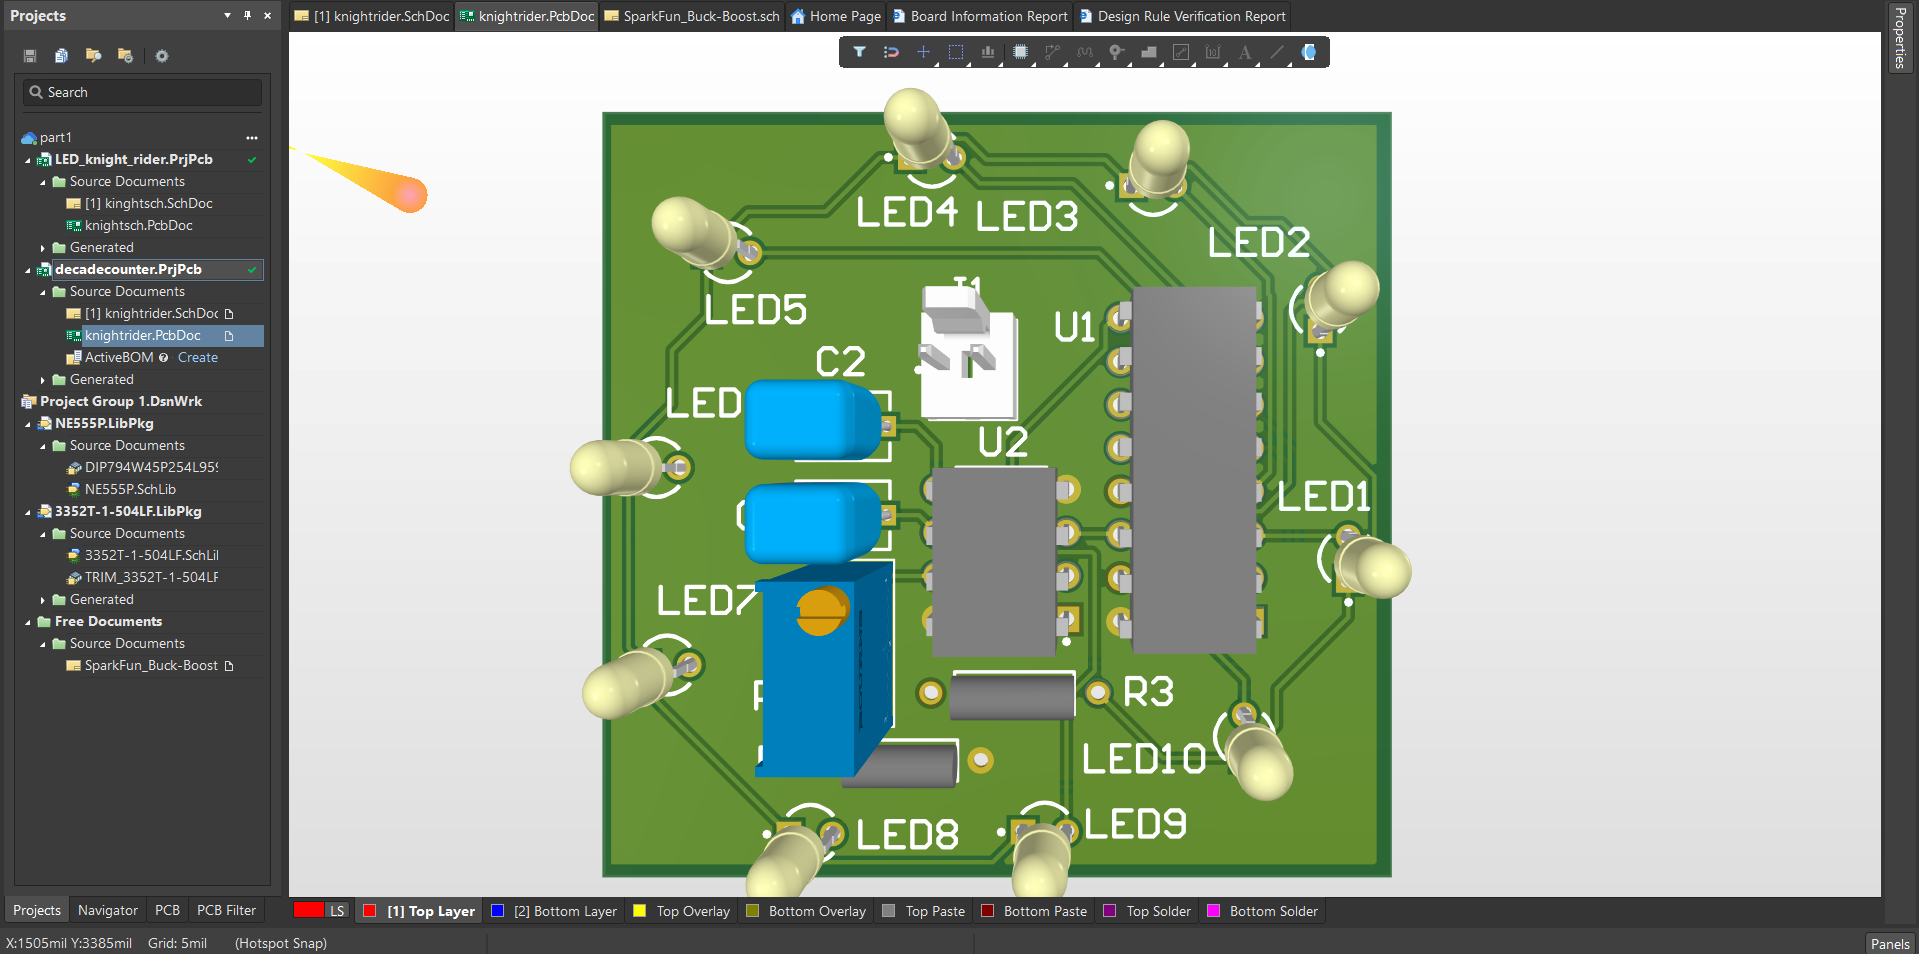 Projects
[1] knightrider.SchDoc
knightrider.PcbDoc
SparkFun_Buck-Boost.sch
Home Page
Board Information Report
Design Rule Verification Report
Properties
Search
part1
LED_knight_rider.PrjPcb
Source Documents
[1] kinghtsch.SchDoc
knightsch.PcbDoc
Generated
decadecounter.PrjPcb
Source Documents
[1] knightrider.SchDoc
knightrider.PcbDoc
ActiveBOM Create
Generated
Project Group 1.DsnWrk
NE555P.LibPkg
Source Documents
DIP794W45P254L959
NE555P.SchLib
3352T-1-504LF.LibPkg
Source Documents
3352T-1-504LF.SchLil
TRIM_3352T-1-504LF
Generated
Free Documents
Source Documents
SparkFun_Buck-Boost
LED4 LED3
LED2
LED5
U1
C2
LED
U2
LED1
LED7
R3
LED10
LED8
LED9
Projects Navigator PCB PCB Filter
LS [1] Top Layer [2] Bottom Layer Top Overlay Bottom Overlay Top Paste Bottom Paste Top Solder Bottom Solder
X:1505mil Y:3385mil Grid: 5mil (Hotspot Snap)
Panels